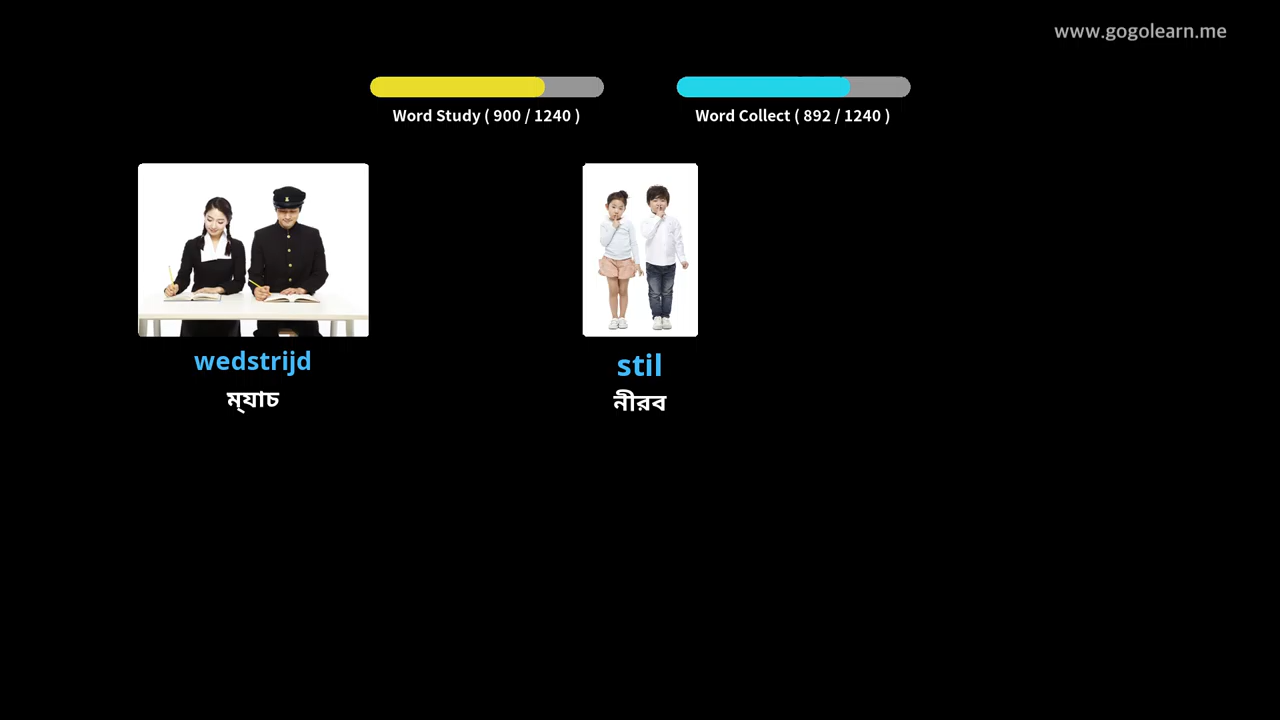 www.gogolearn.me
Word Study ( 900 / 1240 )
Word Collect ( 892 / 1240 )
wedstrijd
ম্‌যাচ
stil
নীরব